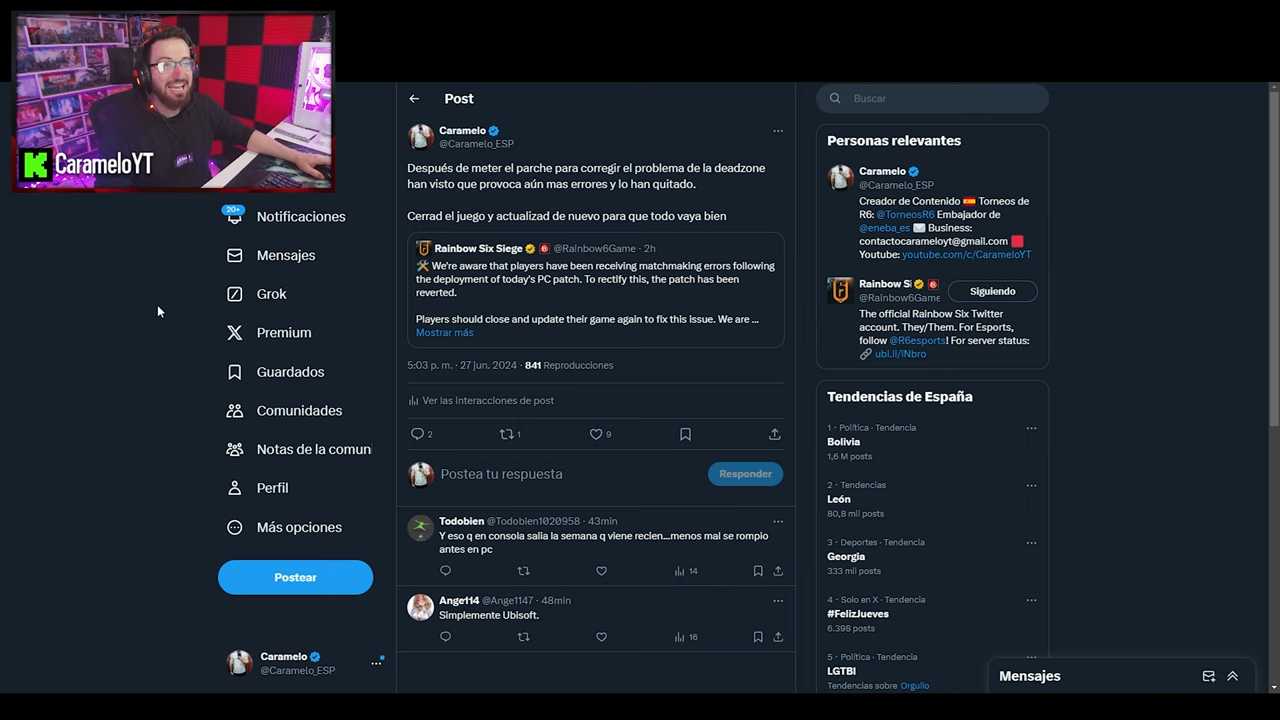 CarameloYT
20+
Notificaciones
Mensajes
Grok
Premium
Guardados
Comunidades
Notas de la comuni
Perfil
Más opciones
Postear
Caramelo
@Caramelo_ESP
Post
Caramelo
@Caramelo_ESP
Después de meter el parche para corregir el problema de la deadzone
han visto que provoca aún mas errores y lo han quitado.
Cerrad el juego y actualizad de nuevo para que todo vaya bien
Rainbow Six Siege @Rainbow6Game · 2h
🛠️ We're aware that players have been receiving matchmaking errors following
the deployment of today's PC patch. To rectify this, the patch has been
reverted.
Players should close and update their game again to fix this issue. We are ...
Mostrar más
5:03 p. m. · 27 jun. 2024 · 841 Reproducciones
Ver las interacciones de post
2 1 9
Postea tu respuesta
Responder
Todobien @Todobien1020958 · 43min
Y eso q en consola salia la semana q viene recien...menos mal se rompio
antes en pc
14
Ange114 @Ange1147 · 48min
Simplemente Ubisoft.
16
Buscar
Personas relevantes
Caramelo
@Caramelo_ESP
Creador de Contenido 🇪🇸 Torneos de
R6: @TorneosR6 Embajador de
@eneba_es ✉️ Business:
contactocarameloyt@gmail.com 🟥
Youtube: youtube.com/c/CarameloYT
Rainbow Si
@Rainbow6Game
Siguiendo
The official Rainbow Six Twitter
account. They/Them. For Esports,
follow @R6esports! For server status:
🔗 ubi.li/lNbro
Tendencias de España
1 · Política · Tendencia
Bolivia
1,6 M posts
2 · Tendencias
León
80,8 mil posts
3 · Deportes · Tendencia
Georgia
333 mil posts
4 · Solo en X · Tendencia
#FelizJueves
6.398 posts
5 · Política · Tendencia
LGTBI
Tendencias sobre Orgullo
Mensajes